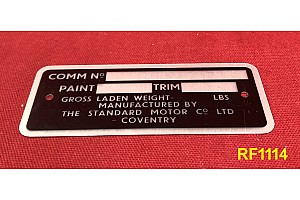 COMM Nº
PAINT TRIM
GROSS LADEN WEIGHT- LBS
MANUFACTURED BY
THE STANDARD MOTOR Cº LTD
COVENTRY
RF1114